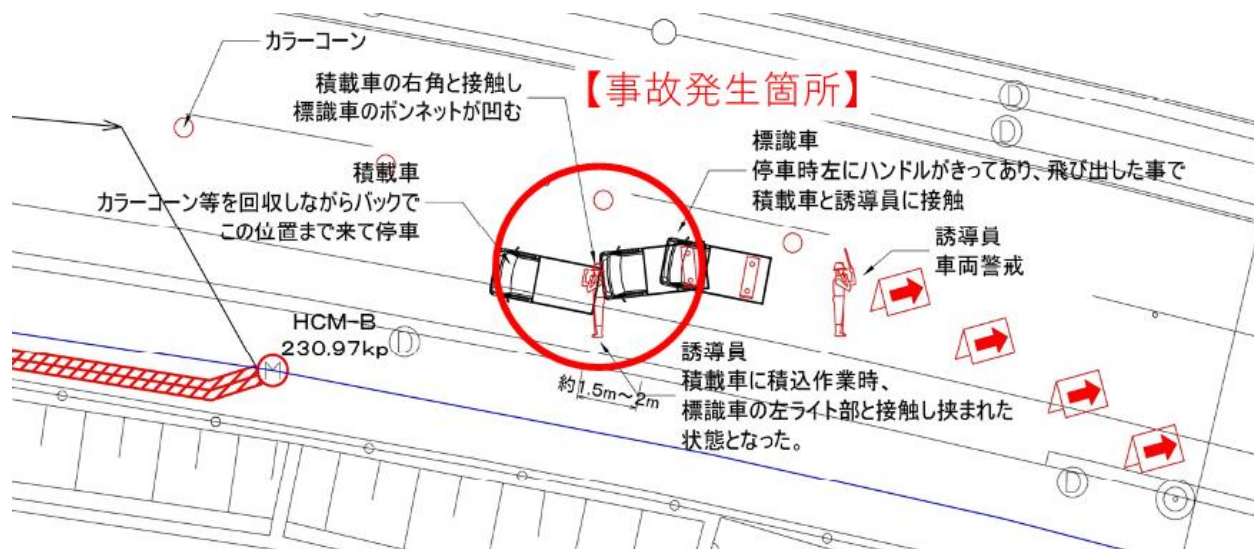 カラーコーン
積載車の右角と接触し
標識車のボンネットが凹む
【事故発生箇所】
D
D
標識車
停車時左にハンドルがきってあり、飛び出した事で
積載車と誘導員に接触
積載車
カラーコーン等を回収しながらバックで
この位置まで来て停車
誘導員
車両警戒
HCM-B
230.97kp
D
M
約1.5m~2m
誘導員
積載車に積込作業時、
標識車の左ライト部と接触し挟まれた
状態となった。
D